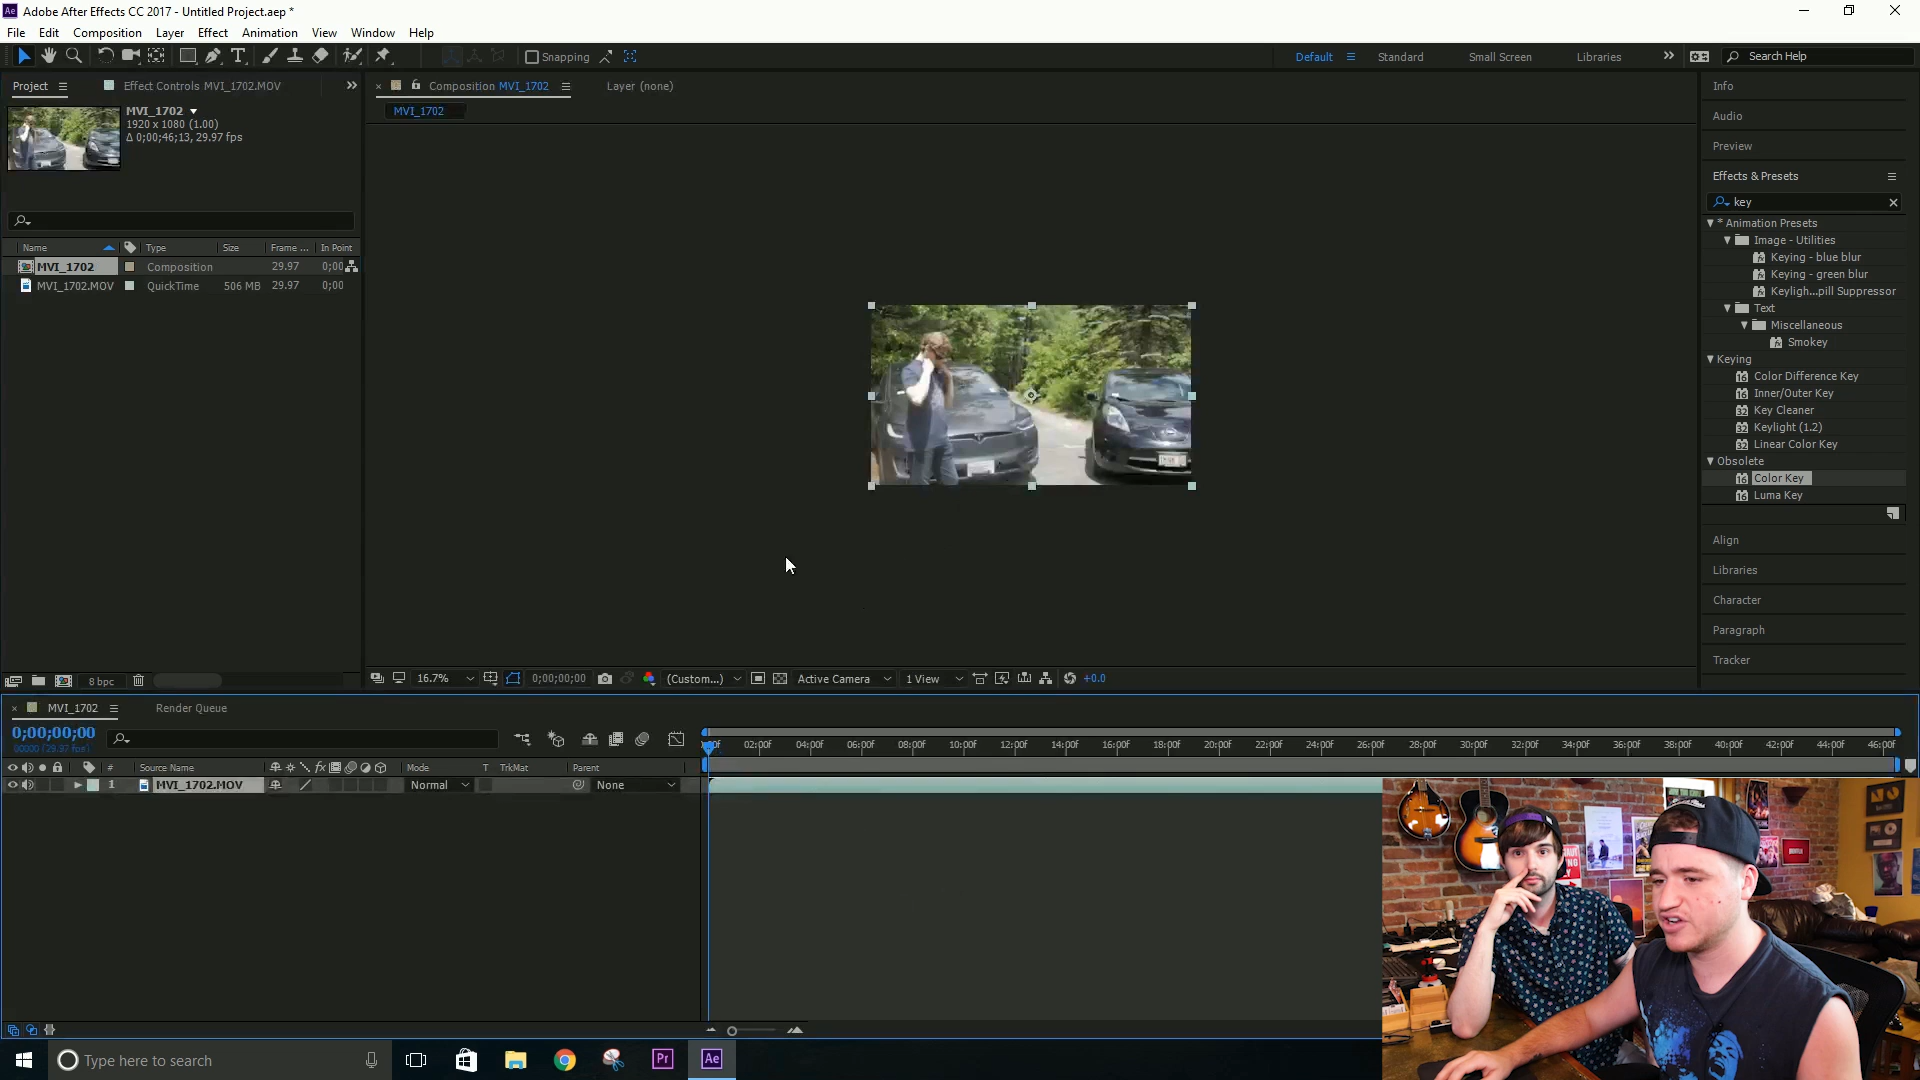 Ae Adobe After Effects CC 2017 - Untitled Project.aep *
File Edit Composition Layer Effect Animation View Window Help
Snapping
Default Standard Small Screen Libraries Search Help
Project Effect Controls MVI_1702.MOV
Composition MVI_1702 Layer (none)
MVI_1702
MVI_1702
1920 x 1080 (1.00)
Δ 0;00;46;13, 29.97 fps
Name Type Size Frame ... In Point
MVI_1702 Composition 29.97 0;00
MVI_1702.MOV QuickTime 506 MB 29.97 0;00
8 bpc
16.7% 0;00;00;00 (Custom...) Active Camera 1 View +0.0
Info
Audio
Preview
Effects & Presets
key
* Animation Presets
Image - Utilities
Keying - blue blur
Keying - green blur
Keyligh...pill Suppressor
Text
Miscellaneous
Smokey
Keying
Color Difference Key
Inner/Outer Key
Key Cleaner
Keylight (1.2)
Linear Color Key
Obsolete
Color Key
Luma Key
Align
Libraries
Character
Paragraph
Tracker
MVI_1702 Render Queue
0;00;00;00
00000 (29.97 fps)
02:00f 04:00f 06:00f 08:00f 10:00f 12:00f 14:00f 16:00f 18:00f 20:00f 22:00f 24:00f 26:00f 28:00f 30:00f 32:00f 34:00f 36:00f 38:00f 40:00f 42:00f 44:00f 46:00f
# Source Name Mode T TrkMat Parent
1 MVI_1702.MOV Normal None
Type here to search
Pr Ae